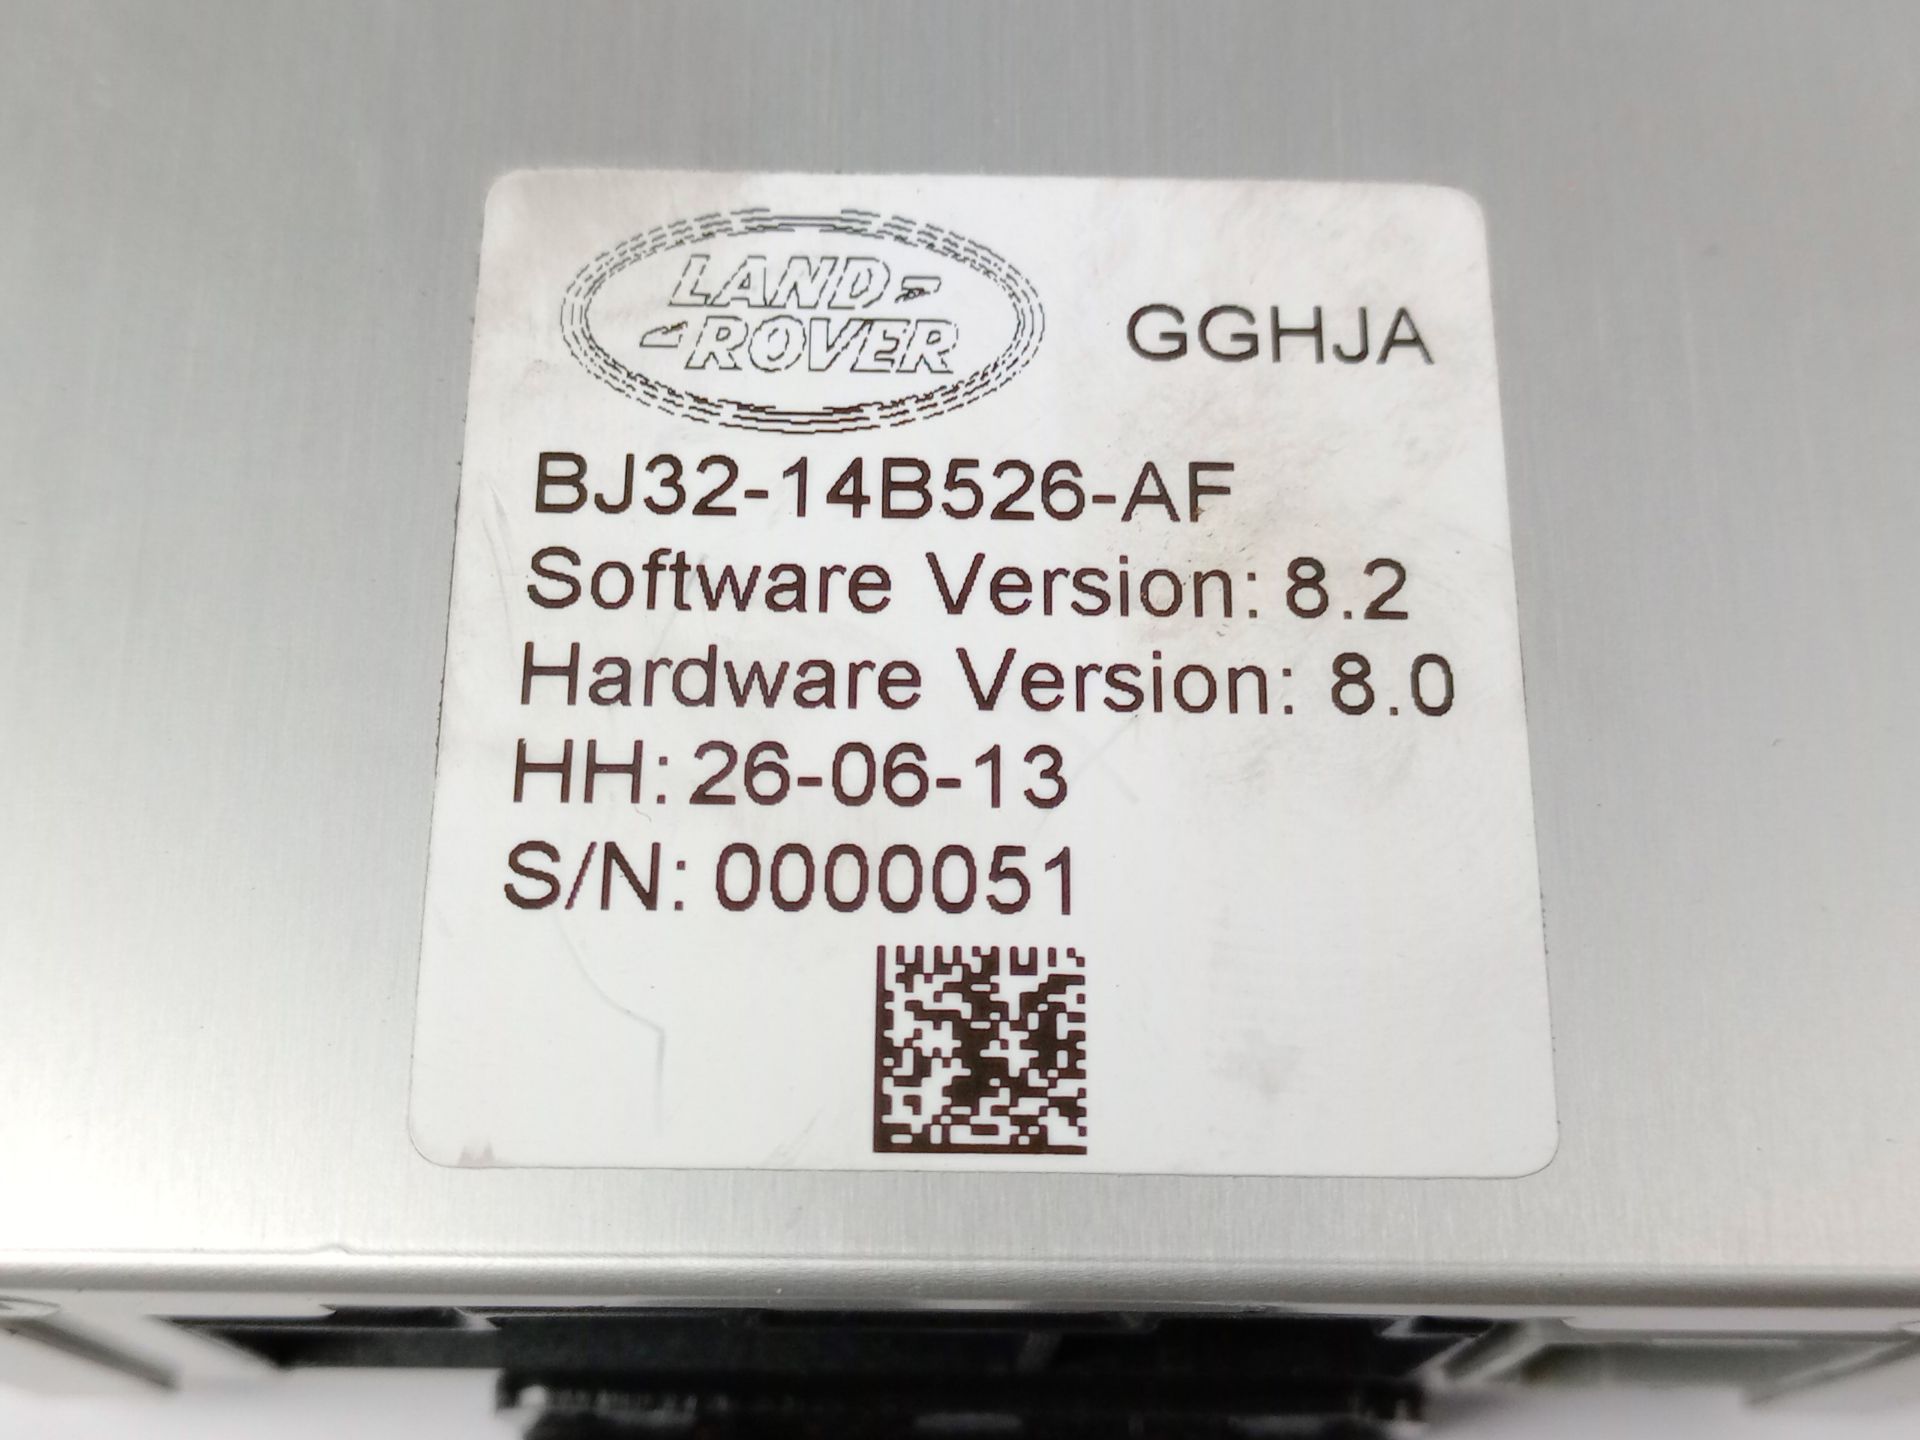 LAND
ROVER
GGHJA
BJ32-14B526-AF
Software Version: 8.2
Hardware Version: 8.0
HH: 26-06-13
S/N: 0000051